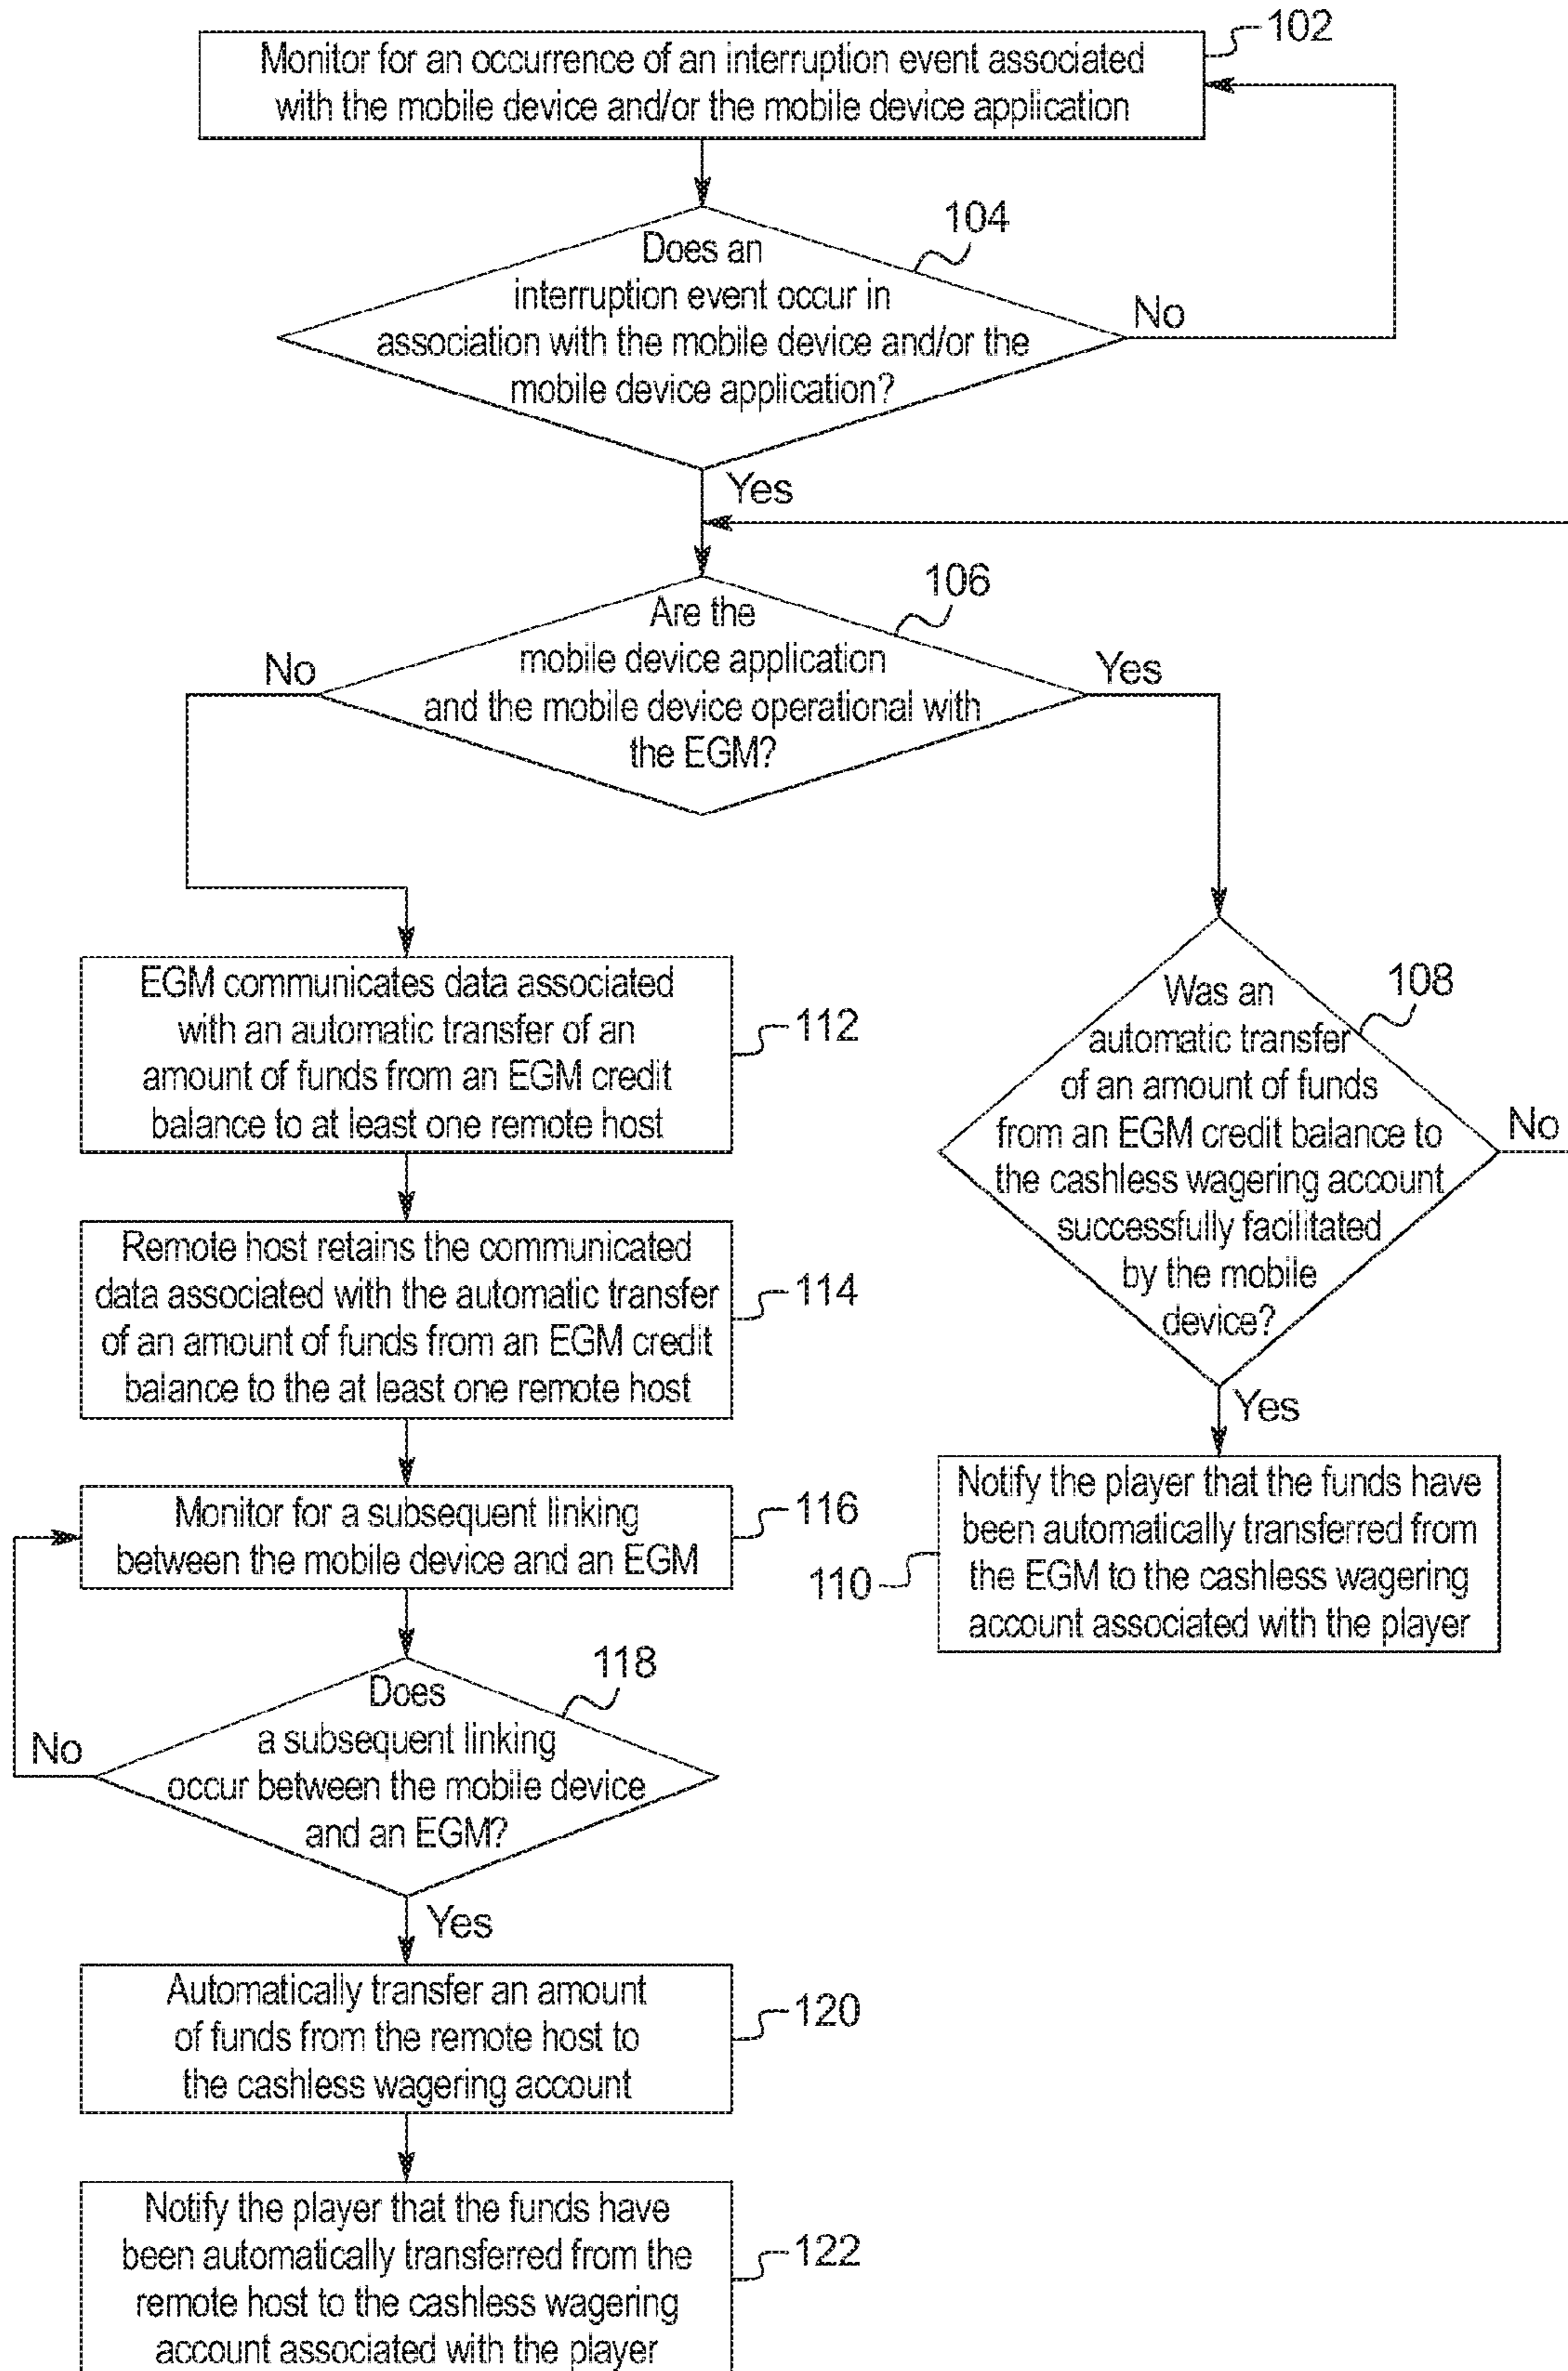 102
Monitor for an occurrence of an interruption event associated
with the mobile device and/or the mobile device application
104
Does an
interruption event occur in
association with the mobile device and/or the
mobile device application?
No
Yes
106
Are the
mobile device application
and the mobile device operational with
the EGM?
No
Yes
108
Was an
automatic transfer
of an amount of funds
from an EGM credit balance to
the cashless wagering account
successfully facilitated
by the mobile
device?
No
Yes
110
Notify the player that the funds have
been automatically transferred from
the EGM to the cashless wagering
account associated with the player
EGM communicates data associated
with an automatic transfer of an
amount of funds from an EGM credit
balance to at least one remote host
112
Remote host retains the communicated
data associated with the automatic transfer
of an amount of funds from an EGM credit
balance to the at least one remote host
114
Monitor for a subsequent linking
between the mobile device and an EGM
116
118
Does
a subsequent linking
occur between the mobile device
and an EGM?
No
Yes
Automatically transfer an amount
of funds from the remote host to
the cashless wagering account
120
Notify the player that the funds have
been automatically transferred from the
remote host to the cashless wagering
account associated with the player
122